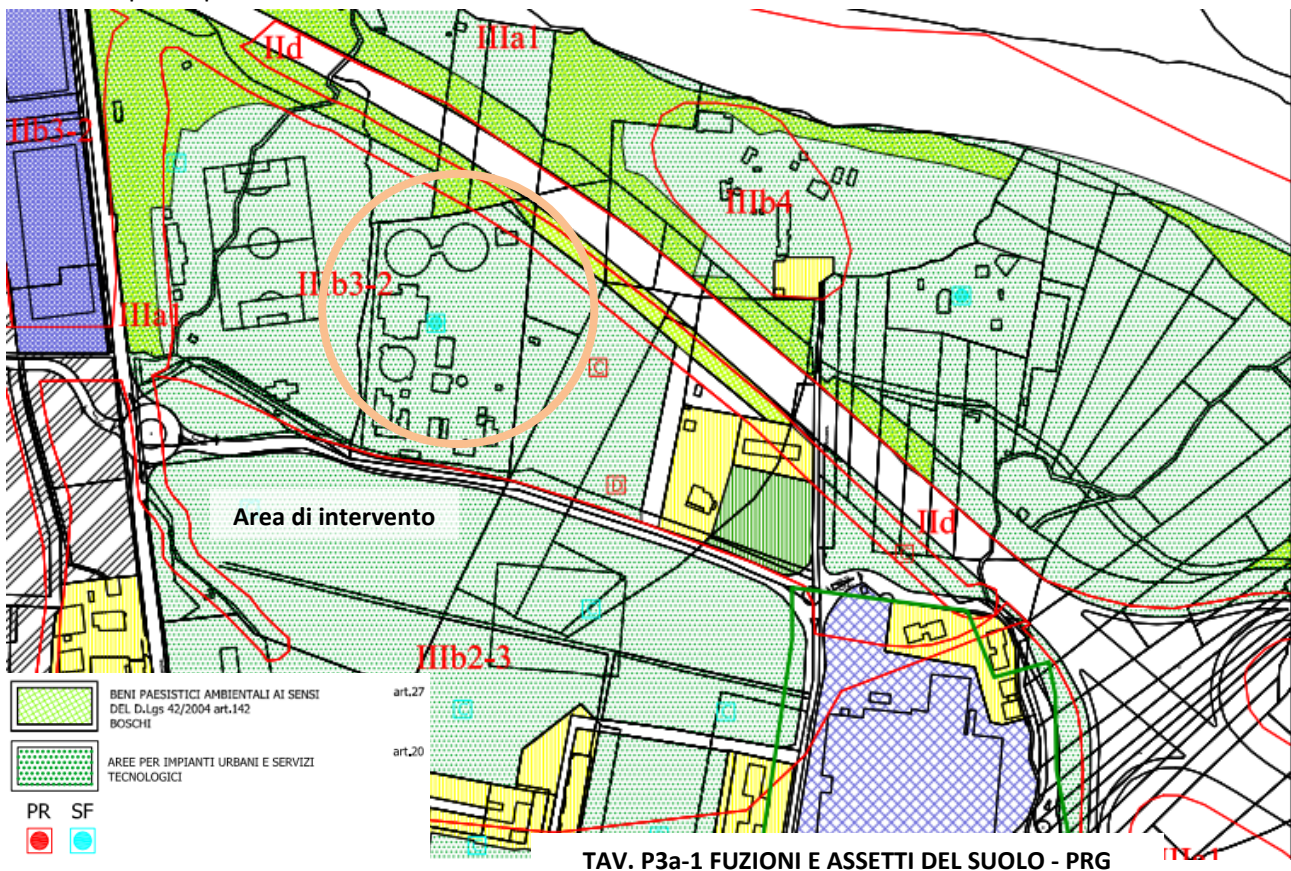 IIIa1
IId
IIb3-2
IIIb4
IIIb3-2
IIIa1
C
D
IId
Area di intervento
IIIb2-3
BENI PAESISTICI AMBIENTALI AI SENSI
DEL D.Lgs 42/2004 art.142
BOSCHI
art.27
AREE PER IMPIANTI URBANI E SERVIZI
TECNOLOGICI
art.20
PR SF
TAV. P3a-1 FUZIONI E ASSETTI DEL SUOLO - PRG